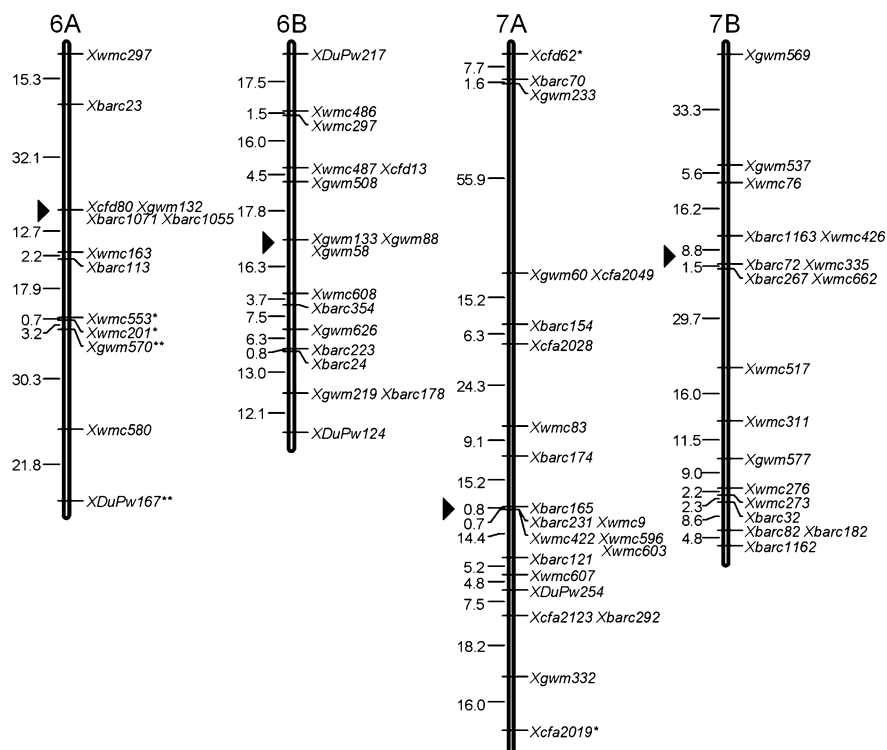 6A
Xwmc297
15.3
Xbarc23
32.1
Xcfd80 Xgwm132
Xbarc1071 Xbarc1055
12.7
Xwmc163
2.2
Xbarc113
17.9
Xwmc553*
0.7
Xwmc201*
3.2
Xgwm570**
30.3
Xwmc580
21.8
XDuPw167**
6B
XDuPw217
17.5
Xwmc486
1.5
Xwmc297
16.0
Xwmc487 Xcfd13
4.5
Xgwm508
17.8
Xgwm133 Xgwm88
Xgwm58
16.3
Xwmc608
3.7
Xbarc354
7.5
Xgwm626
6.3
Xbarc223
0.8
Xbarc24
13.0
Xgwm219 Xbarc178
12.1
XDuPw124
7A
Xcfd62*
7.7
Xbarc70
1.6
Xgwm233
55.9
Xgwm60 Xcfa2049
15.2
Xbarc154
6.3
Xcfa2028
24.3
Xwmc83
9.1
Xbarc174
15.2
Xbarc165
0.8
Xbarc231 Xwmc9
0.7
Xwmc422 Xwmc596
Xwmc603
14.4
Xbarc121
5.2
Xwmc607
4.8
XDuPw254
7.5
Xcfa2123 Xbarc292
18.2
Xgwm332
16.0
Xcfa2019*
7B
Xgwm569
33.3
Xgwm537
5.6
Xwmc76
16.2
Xbarc1163 Xwmc426
8.8
Xbarc72 Xwmc335
1.5
Xbarc267 Xwmc662
29.7
Xwmc517
16.0
Xwmc311
11.5
Xgwm577
9.0
Xwmc276
2.2
Xwmc273
2.3
Xbarc32
8.6
Xbarc82 Xbarc182
4.8
Xbarc1162